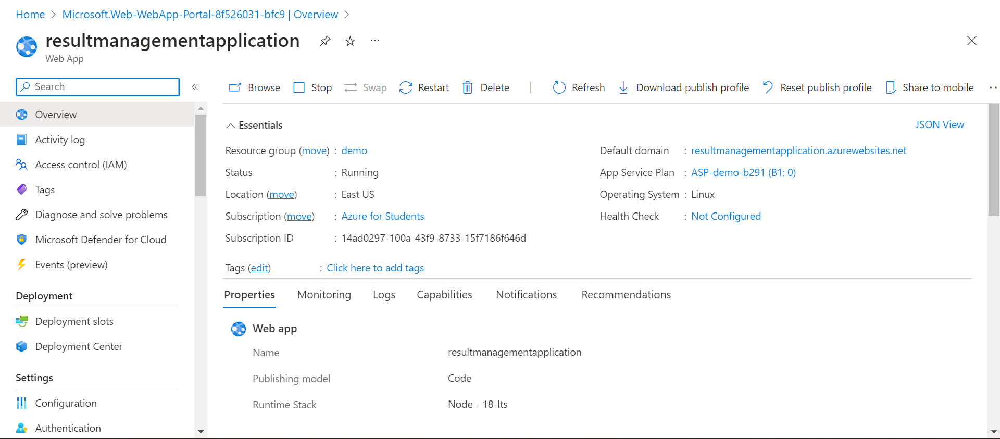 Home > Microsoft.Web-WebApp-Portal-8f526031-bfc9 | Overview >
resultmanagementapplication ...
Web App
Search «
Browse Stop Swap Restart Delete | Refresh Download publish profile Reset publish profile Share to mobile ..
Overview
Activity log
Access control (IAM)
Tags
Diagnose and solve problems
Microsoft Defender for Cloud
Events (preview)
Deployment
Deployment slots
Deployment Center
Settings
Configuration
Authentication
Essentials JSON View
Resource group (move) : demo
Status : Running
Location (move) : East US
Subscription (move) : Azure for Students
Subscription ID : 14ad0297-100a-43f9-8733-15f7186f646d
Default domain : resultmanagementapplication.azurewebsites.net
App Service Plan : ASP-demo-b291 (B1: 0)
Operating System : Linux
Health Check : Not Configured
Tags (edit) : Click here to add tags
Properties Monitoring Logs Capabilities Notifications Recommendations
Web app
Name resultmanagementapplication
Publishing model Code
Runtime Stack Node - 18-lts